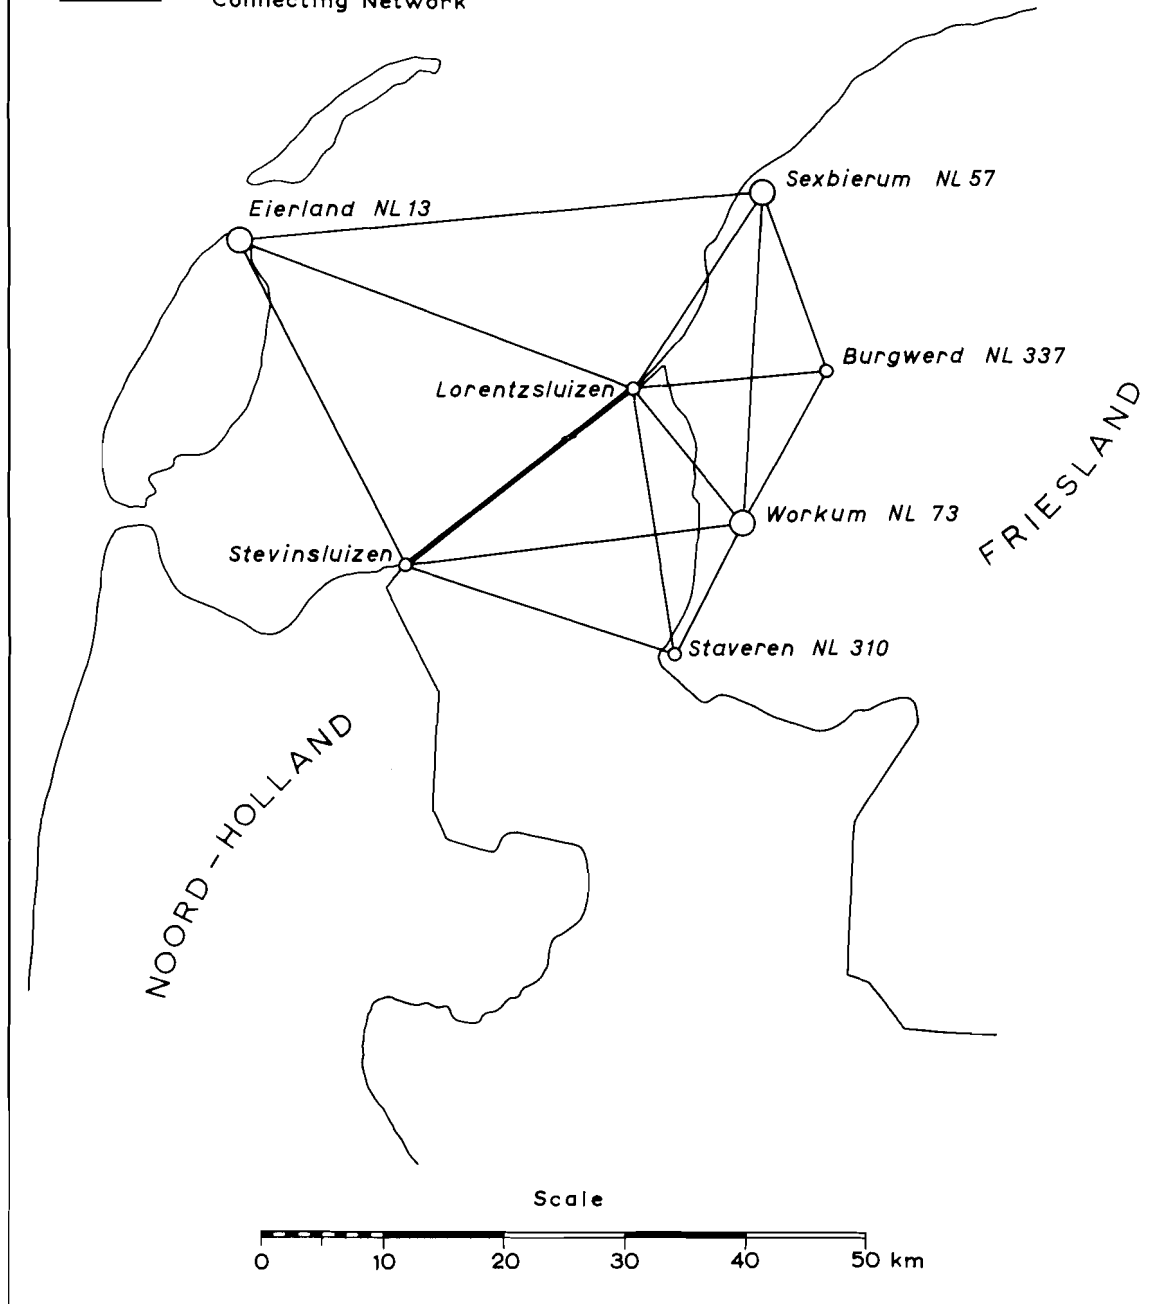 Connecting Network
Sexbierum NL 57
Eierland NL 13
Burgwerd NL 337
Lorentzsluizen
FRIESLAND
Workum NL 73
Stevinsluizen
Staveren NL 310
NOORD-HOLLAND
Scale
0 10 20 30 40 50 km